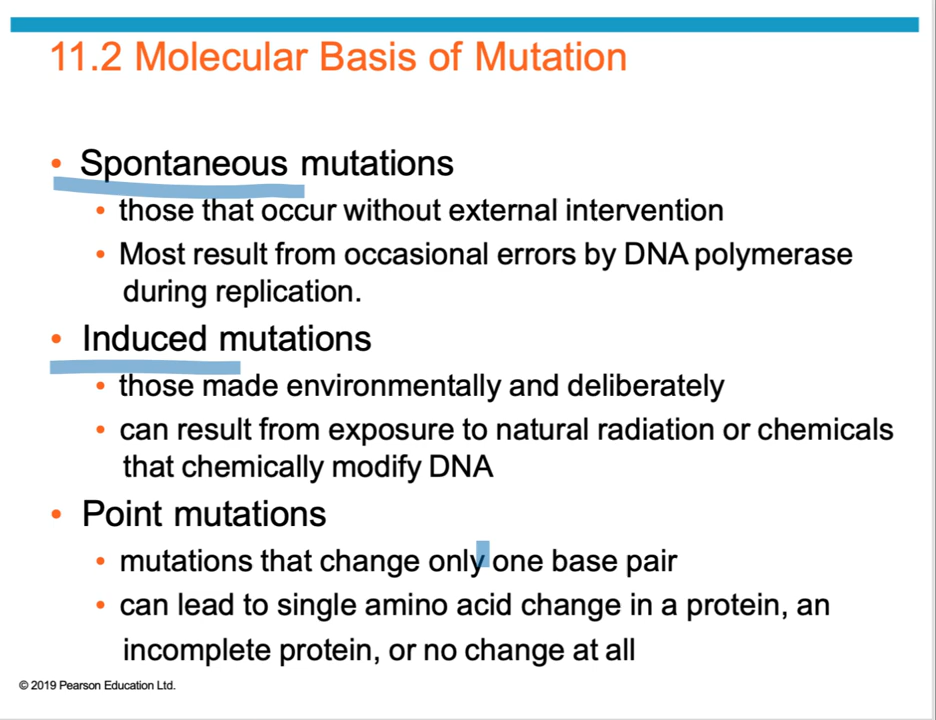 11.2 Molecular Basis of Mutation
• Spontaneous mutations
• those that occur without external intervention
• Most result from occasional errors by DNA polymerase
during replication.
• Induced mutations
• those made environmentally and deliberately
• can result from exposure to natural radiation or chemicals
that chemically modify DNA
• Point mutations
• mutations that change only one base pair
• can lead to single amino acid change in a protein, an
incomplete protein, or no change at all
© 2019 Pearson Education Ltd.